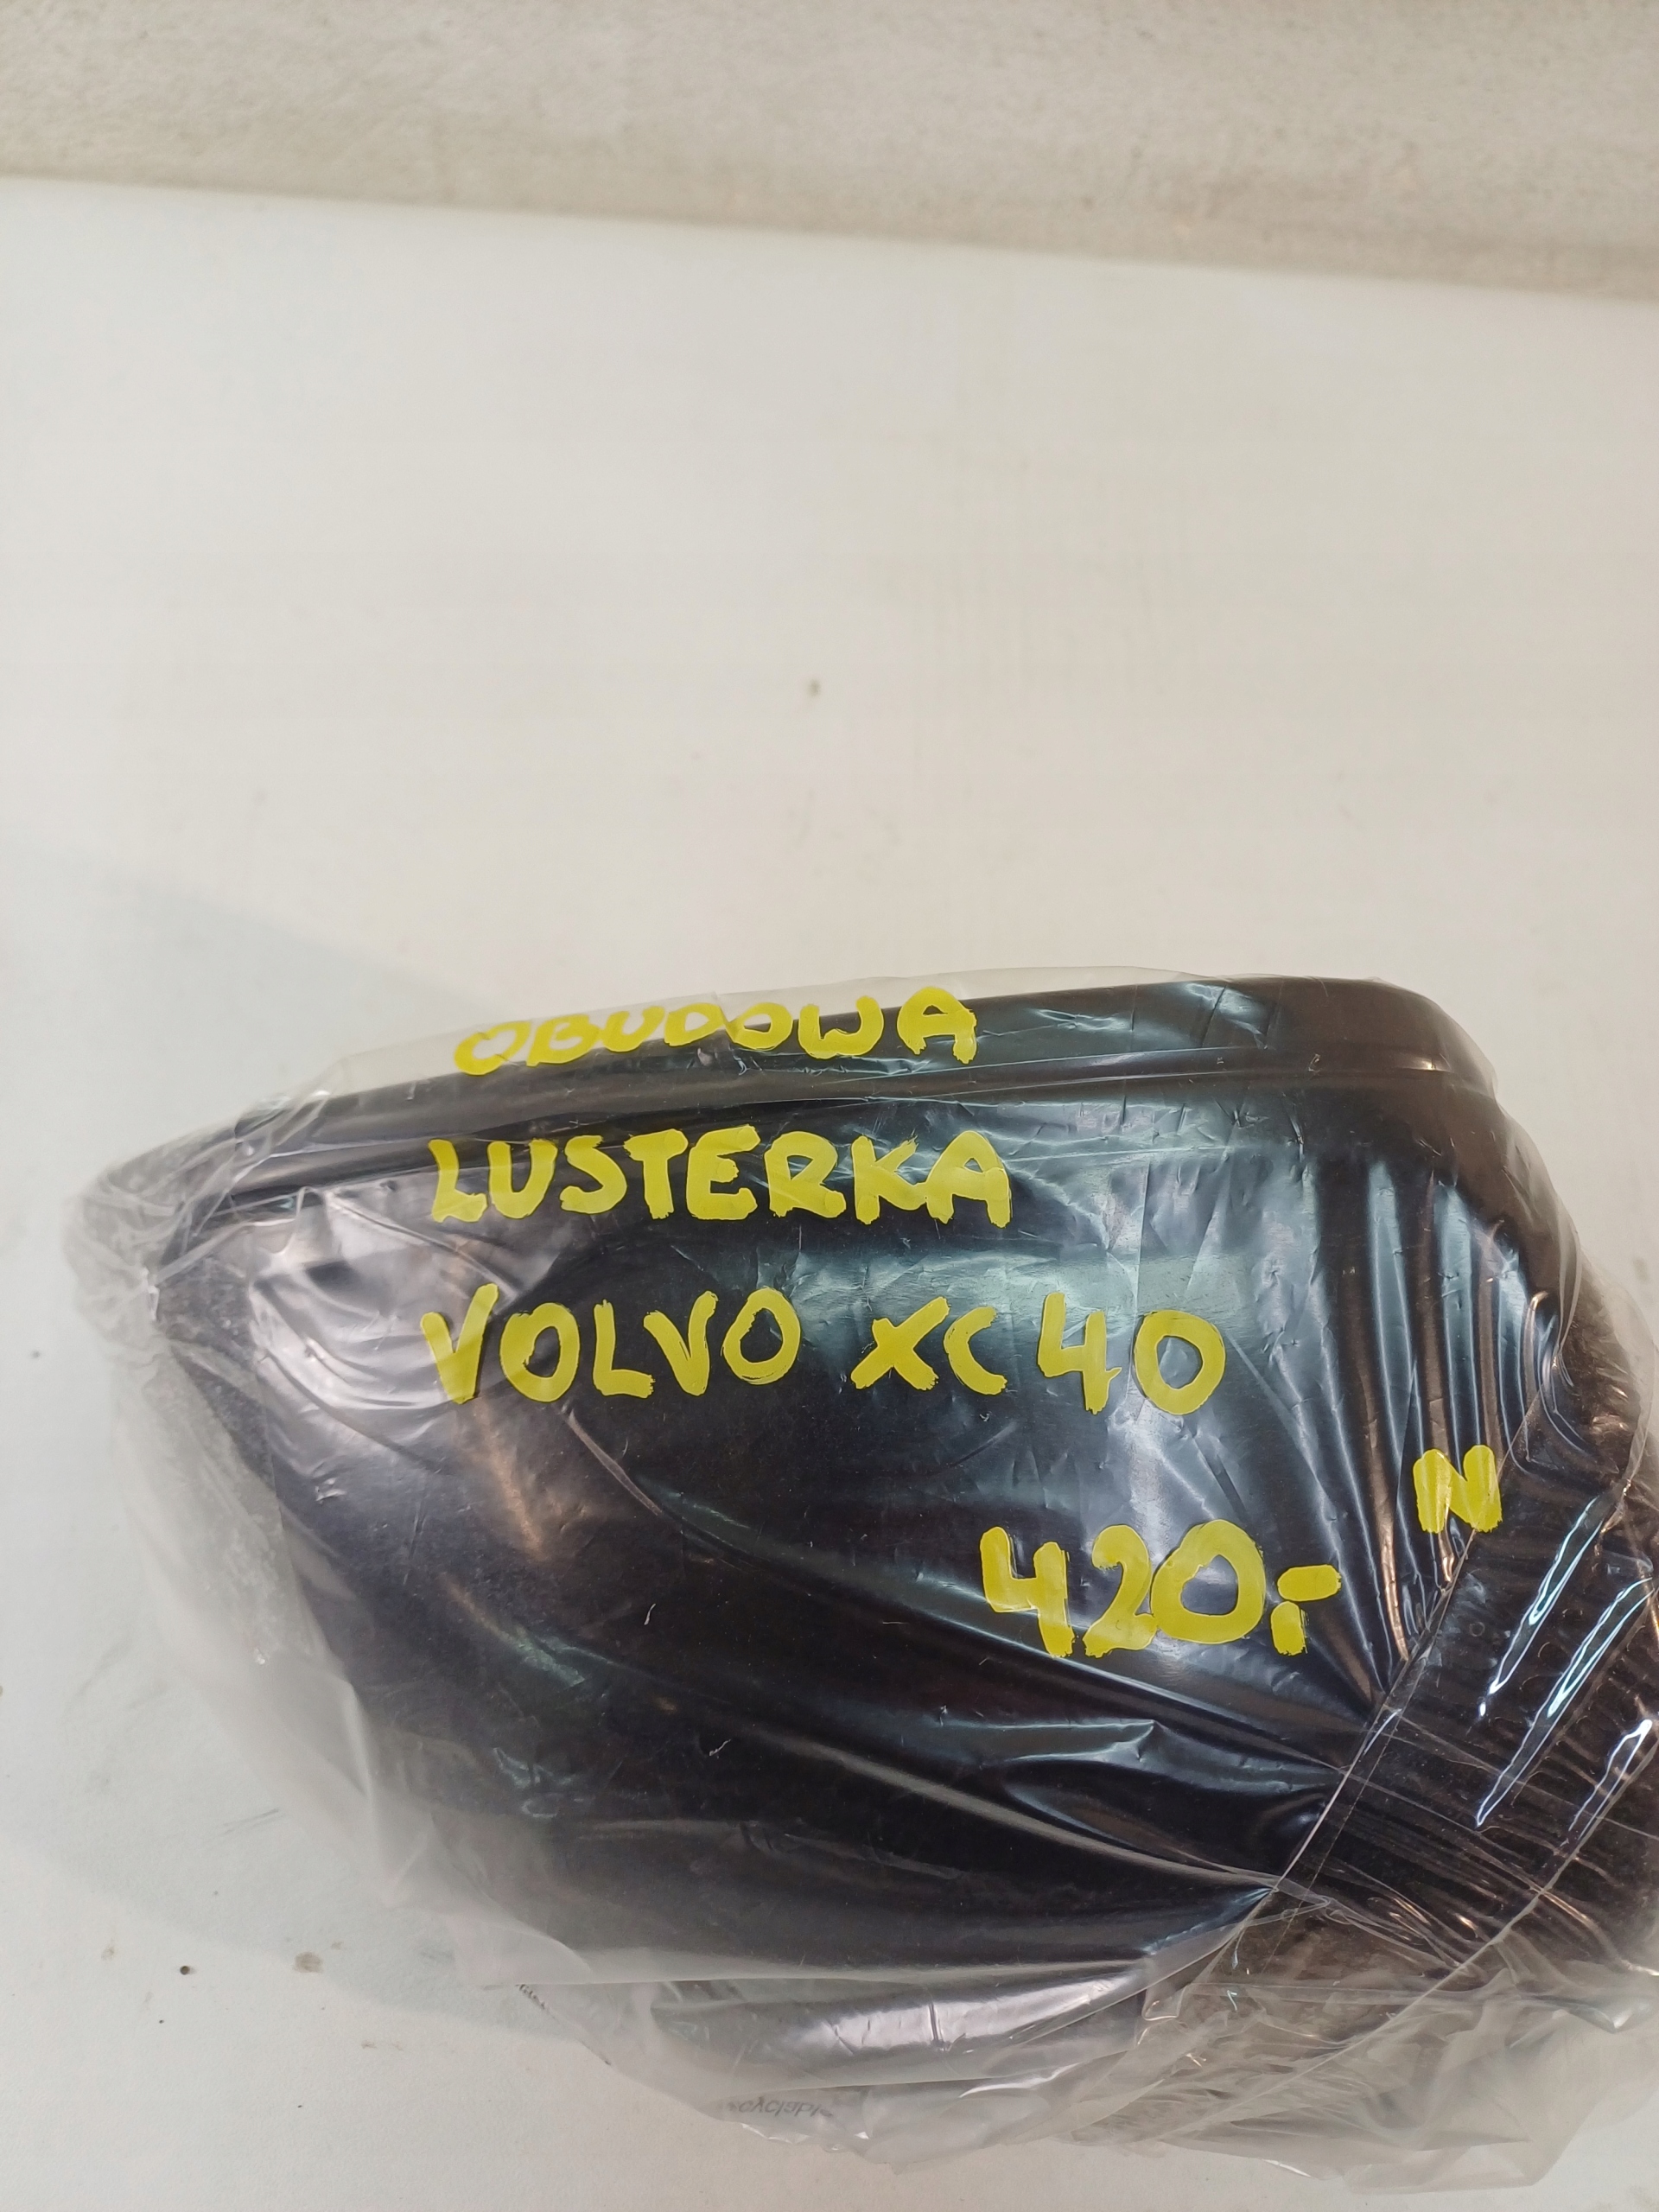 OBUDOWA
LUSTERKA
VOLVO XC40
N
420,-